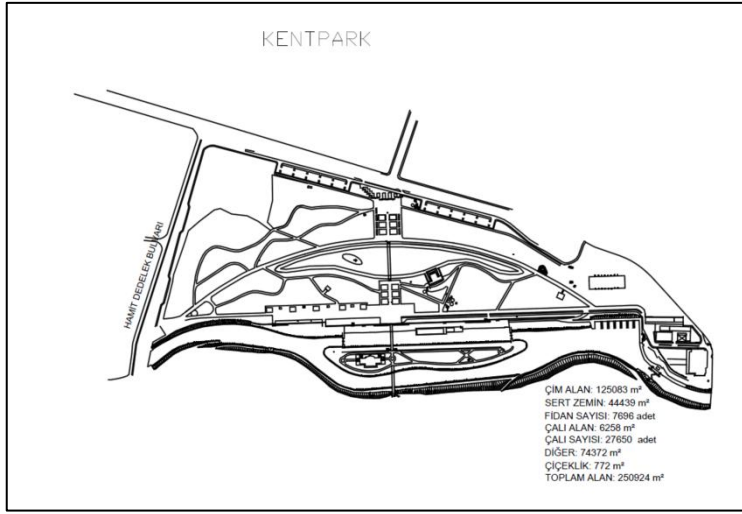 KENTPARK
HAMİT DEDELEK BULVARI
ÇİM ALAN: 125083 m²
SERT ZEMİN: 44439 m²
FİDAN SAYISI: 7696 adet
ÇALI ALAN: 6258 m²
ÇALI SAYISI: 27650 adet
DİĞER: 74372 m²
ÇİÇEKLİK: 772 m²
TOPLAM ALAN: 250924 m²